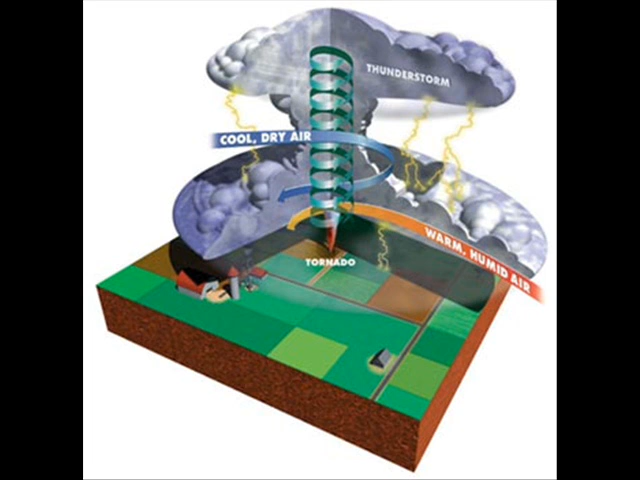 THUNDERSTORM
COOL, DRY AIR
WARM, HUMID AIR
TORNADO